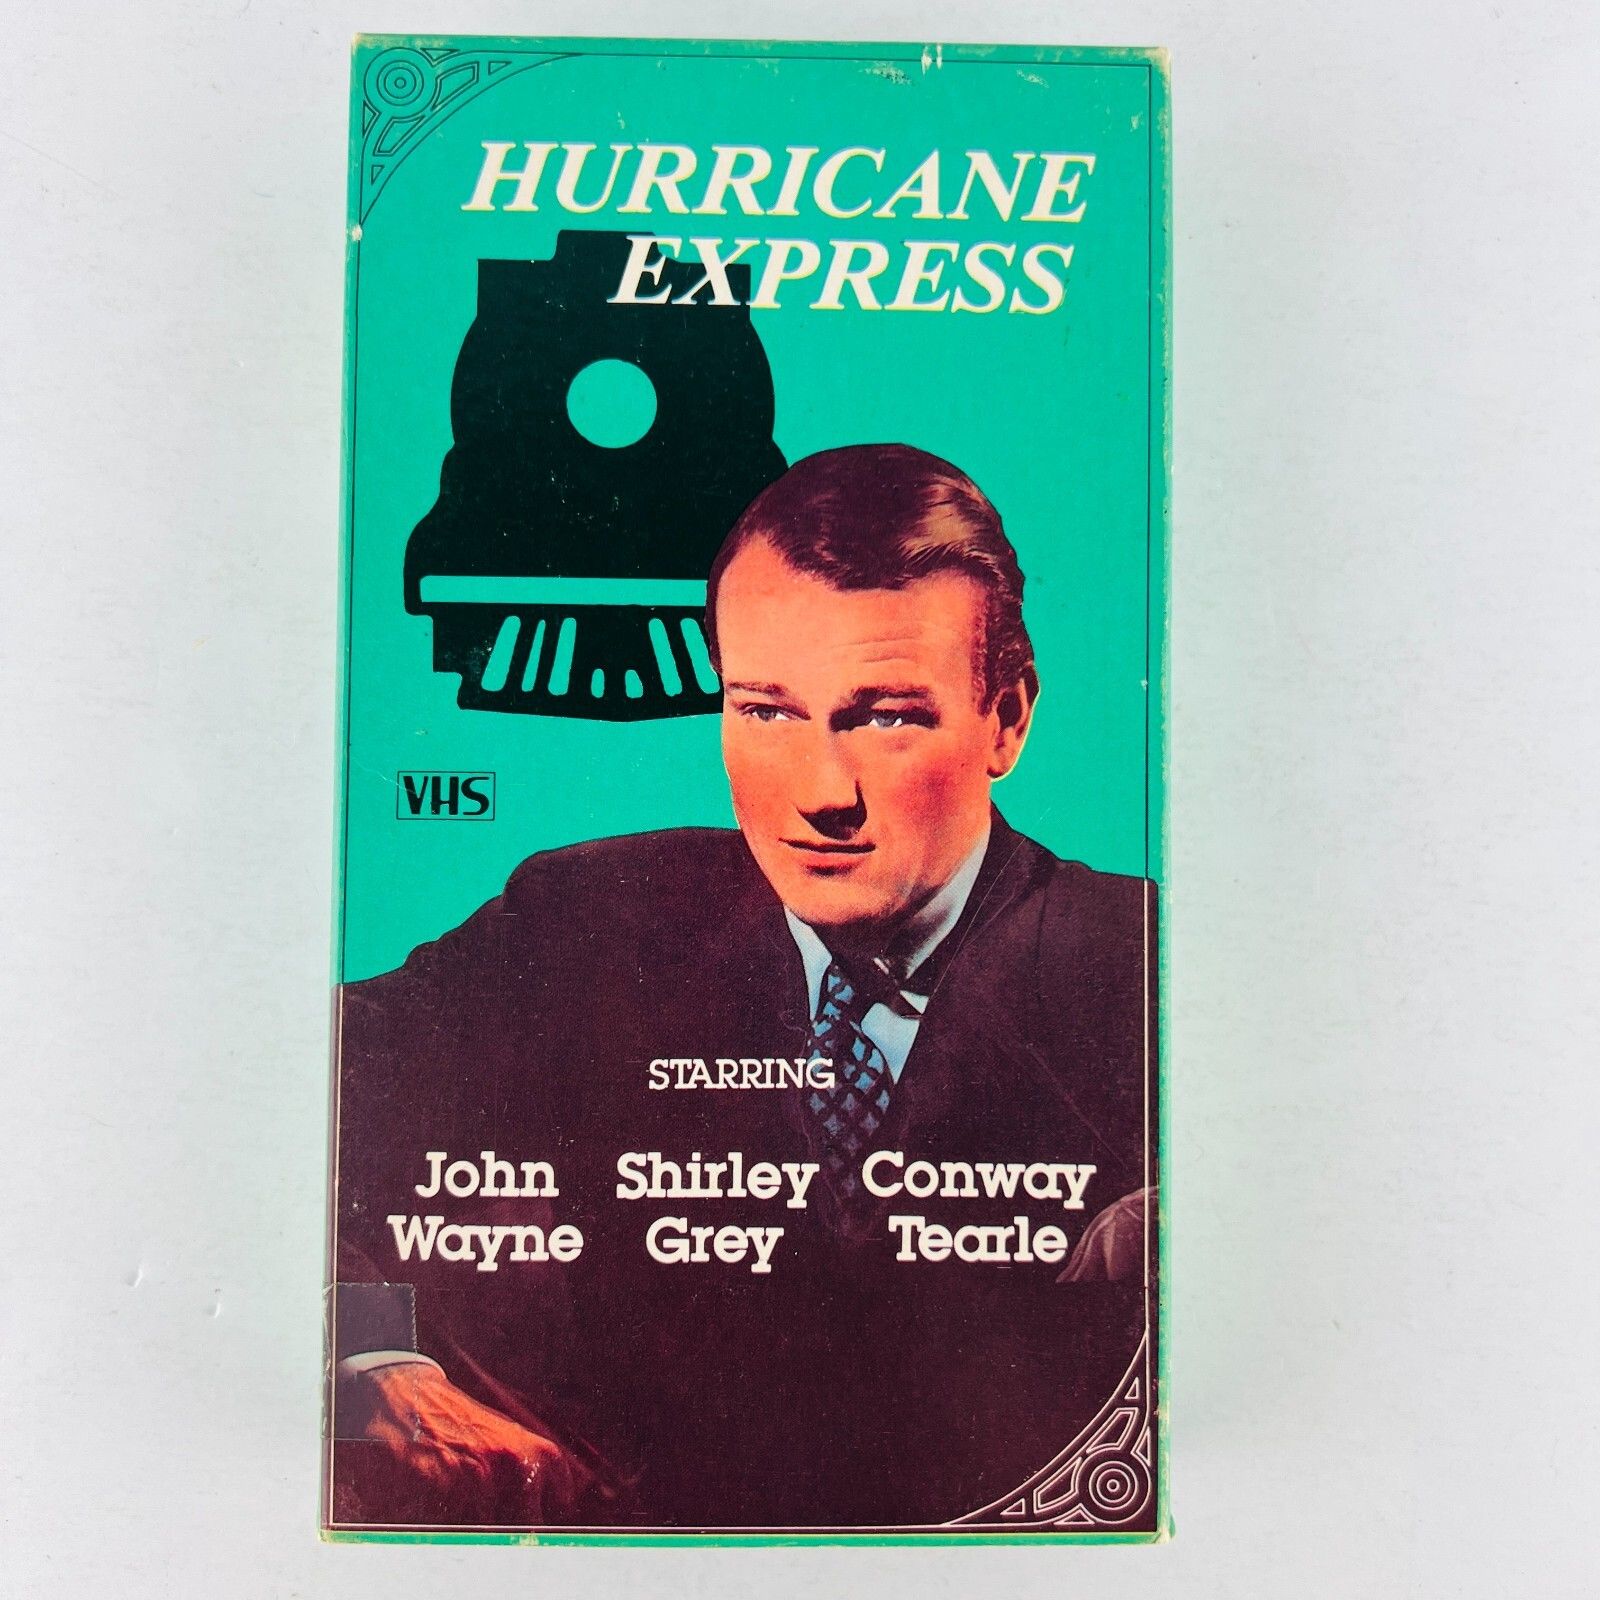 HURRICANE
EXPRESS
VHS
STARRING
John Wayne
Shirley Grey
Conway Tearle